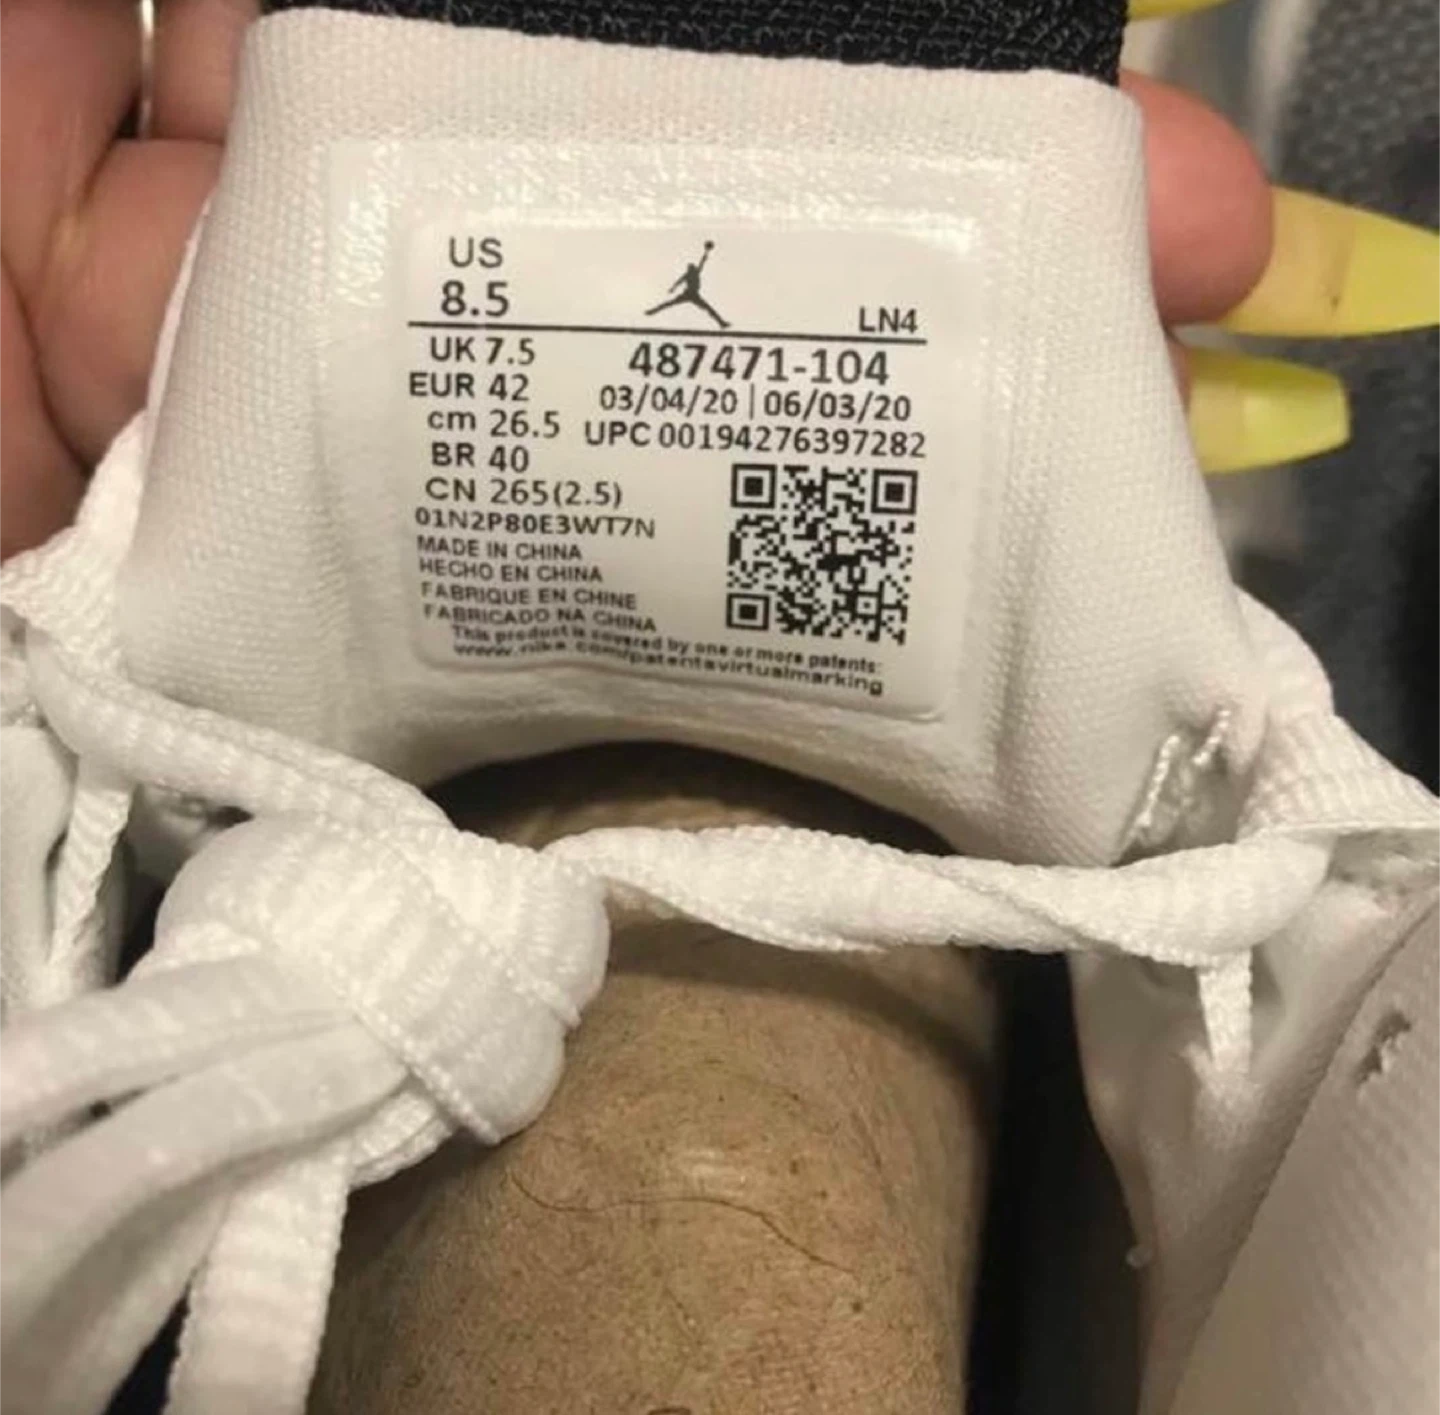 US
8.5
LN4
UK 7.5
487471-104
EUR 42
03/04/20 | 06/03/20
cm 26.5
UPC 00194276397282
BR 40
CN 265(2.5)
01N2P80E3WT7N
MADE IN CHINA
HECHO EN CHINA
FABRIQUE EN CHINE
FABRICADO NA CHINA
This product is covered by one or more patents:
www.nike.com/patentsvirtualmarking